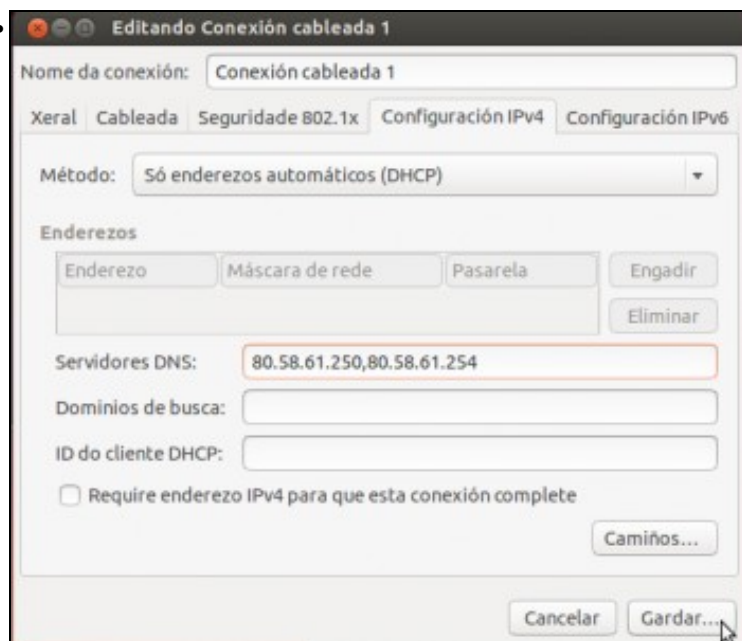 Editando Conexión cableada 1
Nome da conexión: Conexión cableada 1
Xeral Cableada Seguridade 802.1x Configuración IPv4 Configuración IPv6
Método: Só enderezos automáticos (DHCP)
Enderezos
Enderezo Máscara de rede Pasarela Engadir
Eliminar
Servidores DNS: 80.58.61.250,80.58.61.254
Dominios de busca:
ID do cliente DHCP:
Require enderezo IPv4 para que esta conexión complete
Camiños...
Cancelar Gardar...